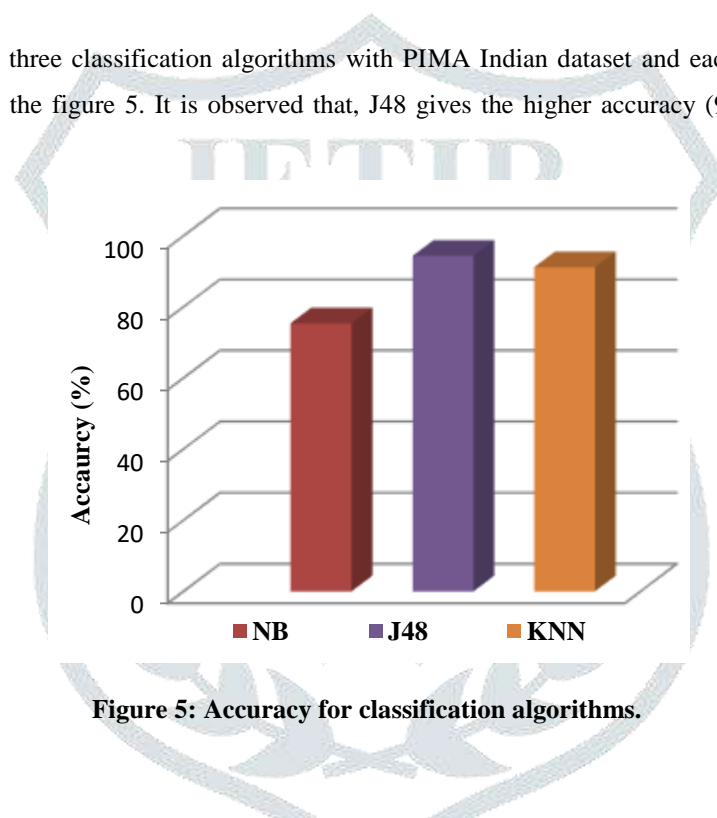 three classification algorithms with PIMA Indian dataset and eac
the figure 5. It is observed that, J48 gives the higher accuracy (9
JETIR
100
80
60
40
20
0
Accaurcy (%)
NB J48 KNN
Figure 5: Accuracy for classification algorithms.